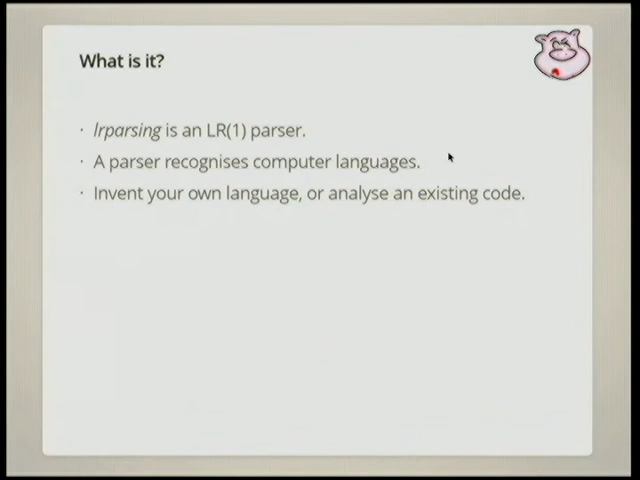 What is it?
· lrparsing is an LR(1) parser.
· A parser recognises computer languages.
· Invent your own language, or analyse an existing code.